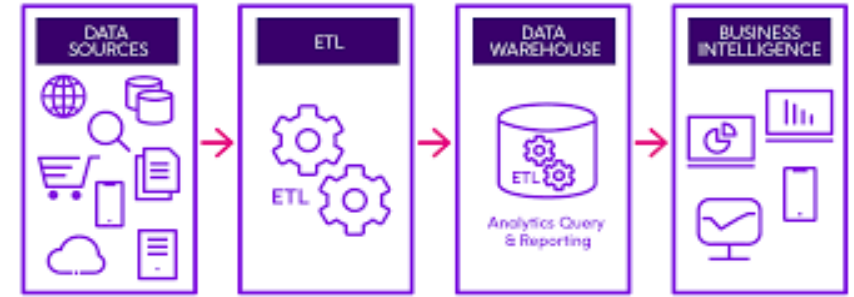 DATA
SOURCES
ETL
ETL
DATA
WAREHOUSE
ETL
Analytics Query
& Reporting
BUSINESS
INTELLIGENCE